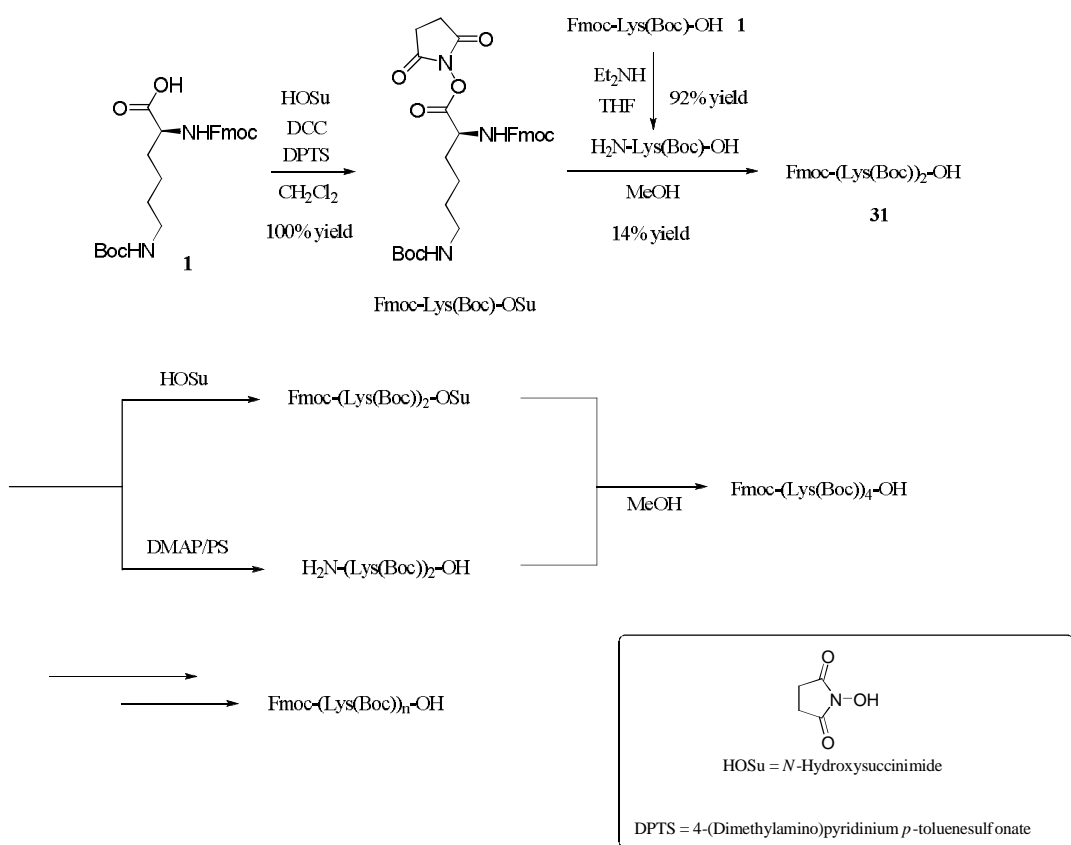 OH
O
NHFmoc
BocHN
1
HOSu
DCC
DPTS
CH2Cl2
100% yield
O
N
O
O
O
NHFmoc
BocHN
Fmoc-Lys(Boc)-OSu
Fmoc-Lys(Boc)-OH 1
Et2NH
THF
92% yield
H2N-Lys(Boc)-OH
MeOH
14% yield
Fmoc-(Lys(Boc))2-OH
31
HOSu
Fmoc-(Lys(Boc))2-OSu
DMAP/PS
H2N-(Lys(Boc))2-OH
MeOH
Fmoc-(Lys(Boc))4-OH
Fmoc-(Lys(Boc))n-OH
O
N-OH
O
HOSu = N-Hydroxysuccinimide
DPTS = 4-(Dimethylamino)pyridinium p-toluenesulfonate